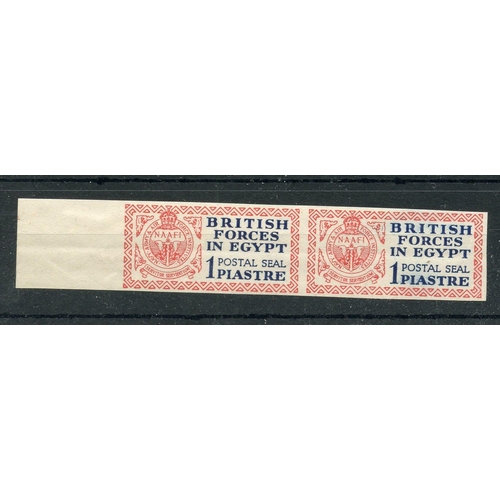 NAAFI
BRITISH
FORCES
IN EGYPT
1 POSTAL SEAL
PIASTRE
NAAFI
BRITISH
FORCES
IN EGYPT
1 POSTAL SEAL
PIASTRE